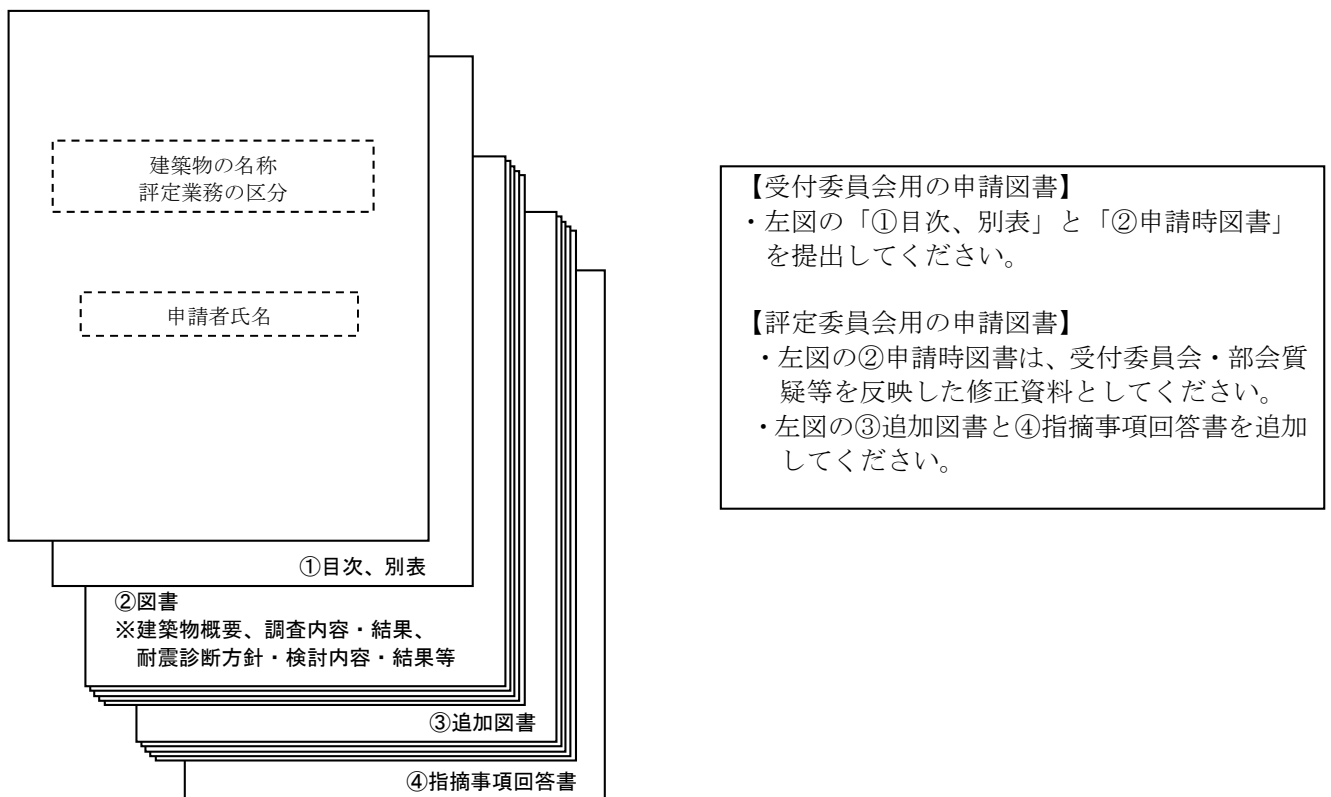 建築物の名称
評定業務の区分
申請者氏名
①目次、別表
②図書
※建築物概要、調査内容・結果、
耐震診断方針・検討内容・結果等
③追加図書
④指摘事項回答書
【受付委員会用の申請図書】
・左図の「①目次、別表」と「②申請時図書」
を提出してください。
【評定委員会用の申請図書】
・左図の②申請時図書は、受付委員会・部会質
疑等を反映した修正資料としてください。
・左図の③追加図書と④指摘事項回答書を追加
してください。